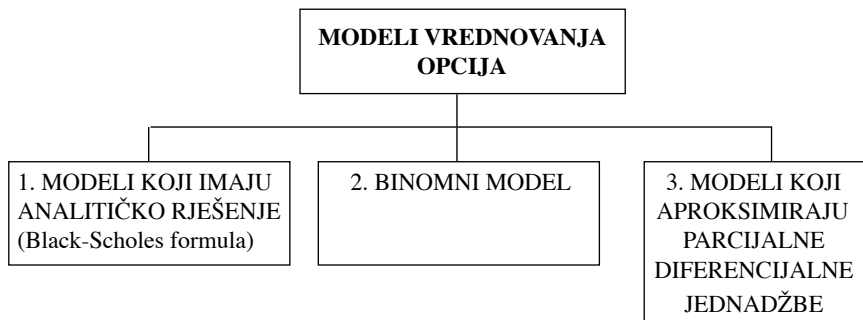 MODELI VREDNOVANJA
OPCIJA
1. MODELI KOJI IMAJU
ANALITIČKO RJEŠENJE
(Black-Scholes formula)
2. BINOMNI MODEL
3. MODELI KOJI
APROKSIMIRAJU
PARCIJALNE
DIFERENCIJALNE
JEDNADŽBE